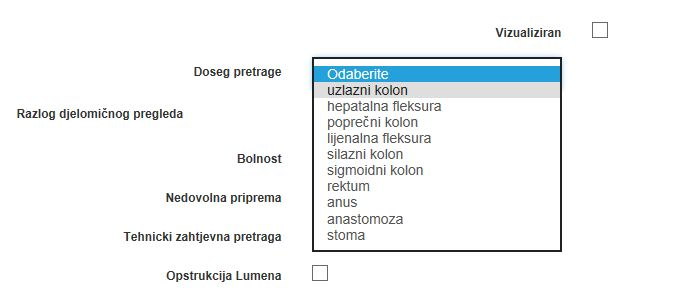 Vizualiziran
Doseg pretrage
Odaberite
uzlazni kolon
hepatalna fleksura
poprečni kolon
lijenalna fleksura
silazni kolon
sigmoidni kolon
rektum
anus
anastomoza
stoma
Razlog djelomičnog pregleda
Bolnost
Nedovolna priprema
Tehnicki zahtjevna pretraga
Opstrukcija Lumena